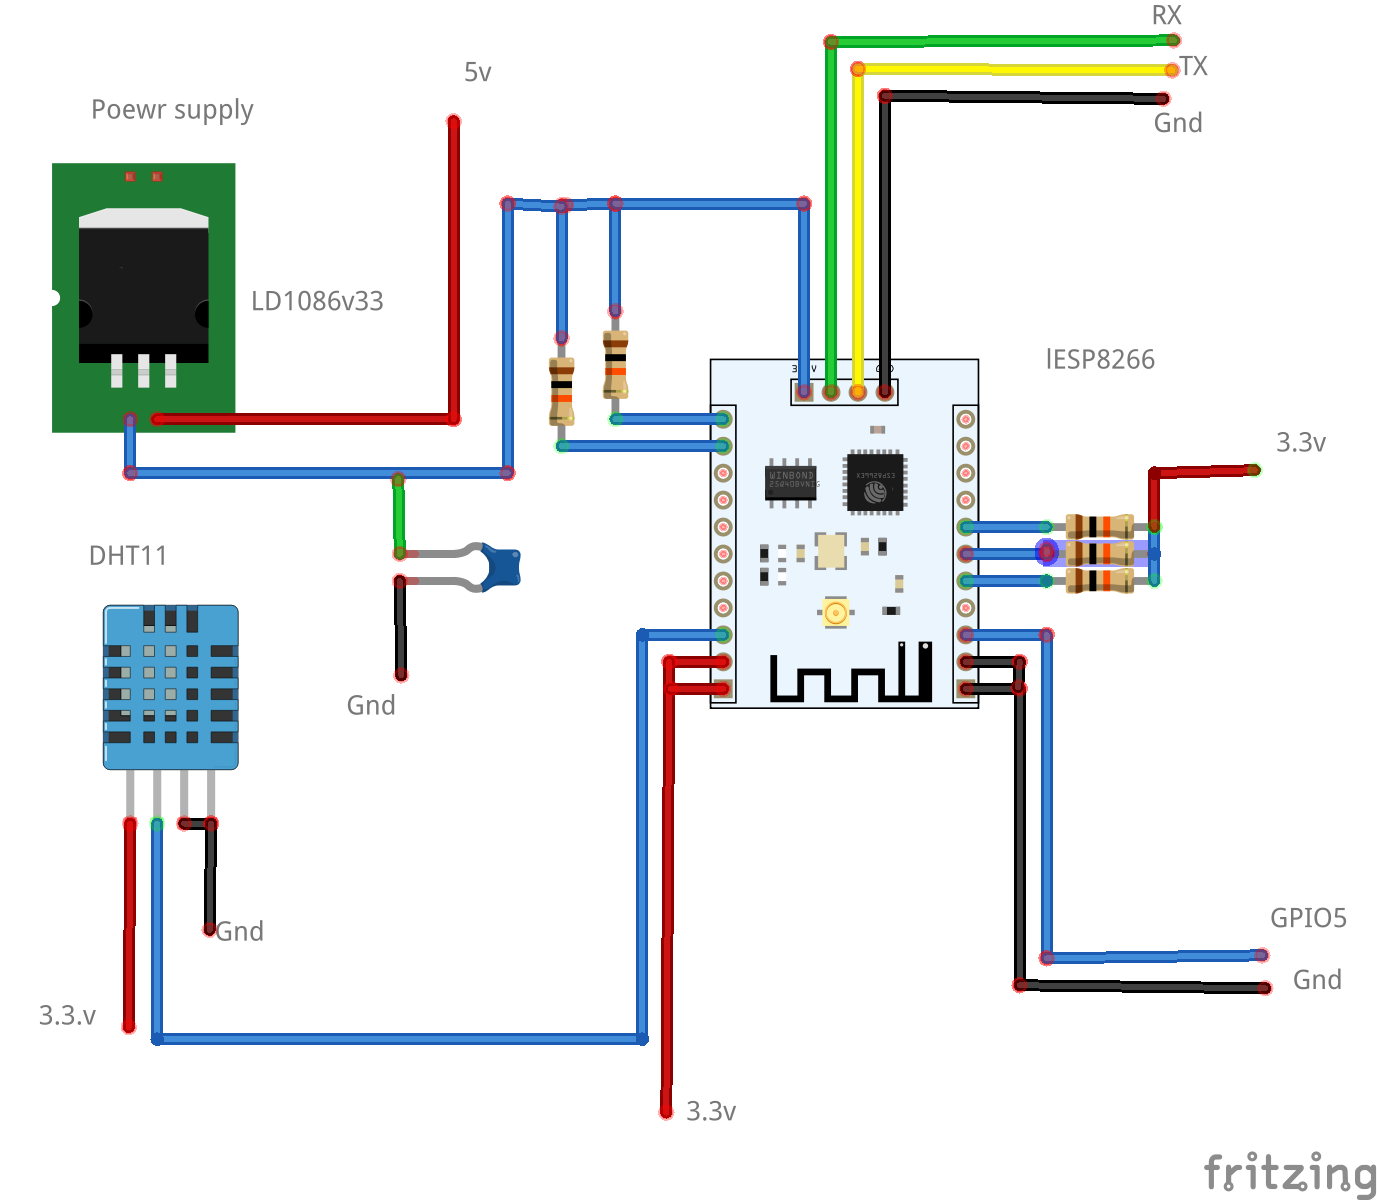 RX
5v
TX
Poewr supply
Gnd
LD1086v33
lESP8266
3.3v
WINBOND
DHT11
Gnd
Gnd
GPIO5
Gnd
3.3.v
3.3v
fritzing